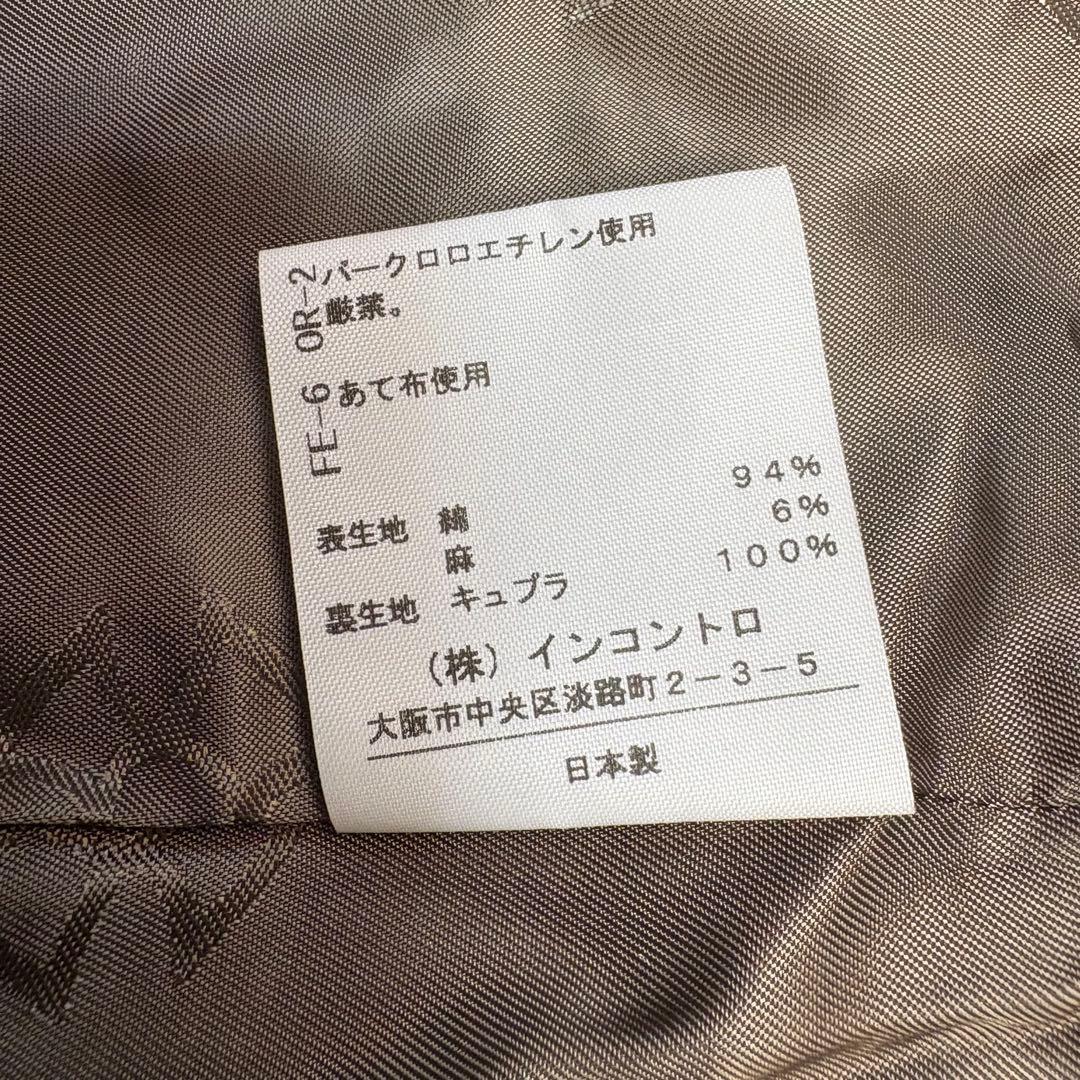 OR-2 パークロロエチレン使用
厳禁。
FE-6 あて布使用
表生地 綿 94%
麻 6%
裏生地 キュプラ 100%
(株) インコントロ
大阪市中央区淡路町2-3-5
日本製